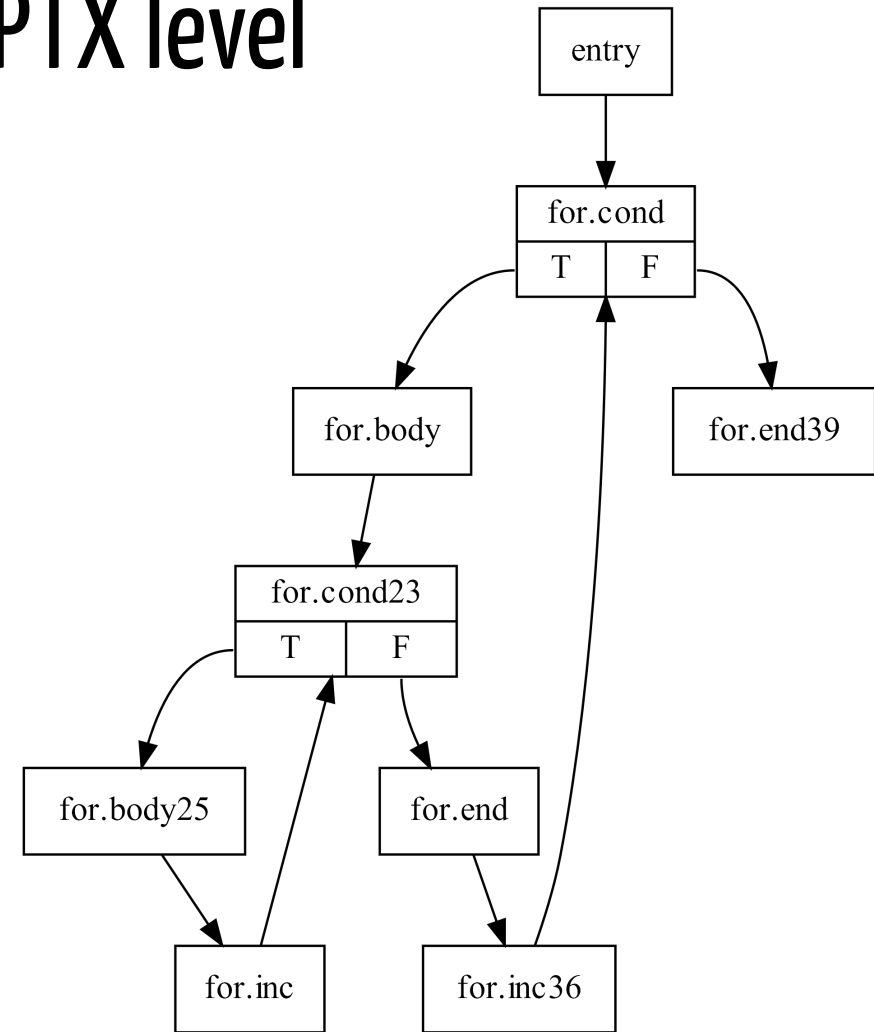 PTX level
entry
for.cond
T F
for.body
for.end39
for.cond23
T F
for.body25
for.end
for.inc
for.inc36